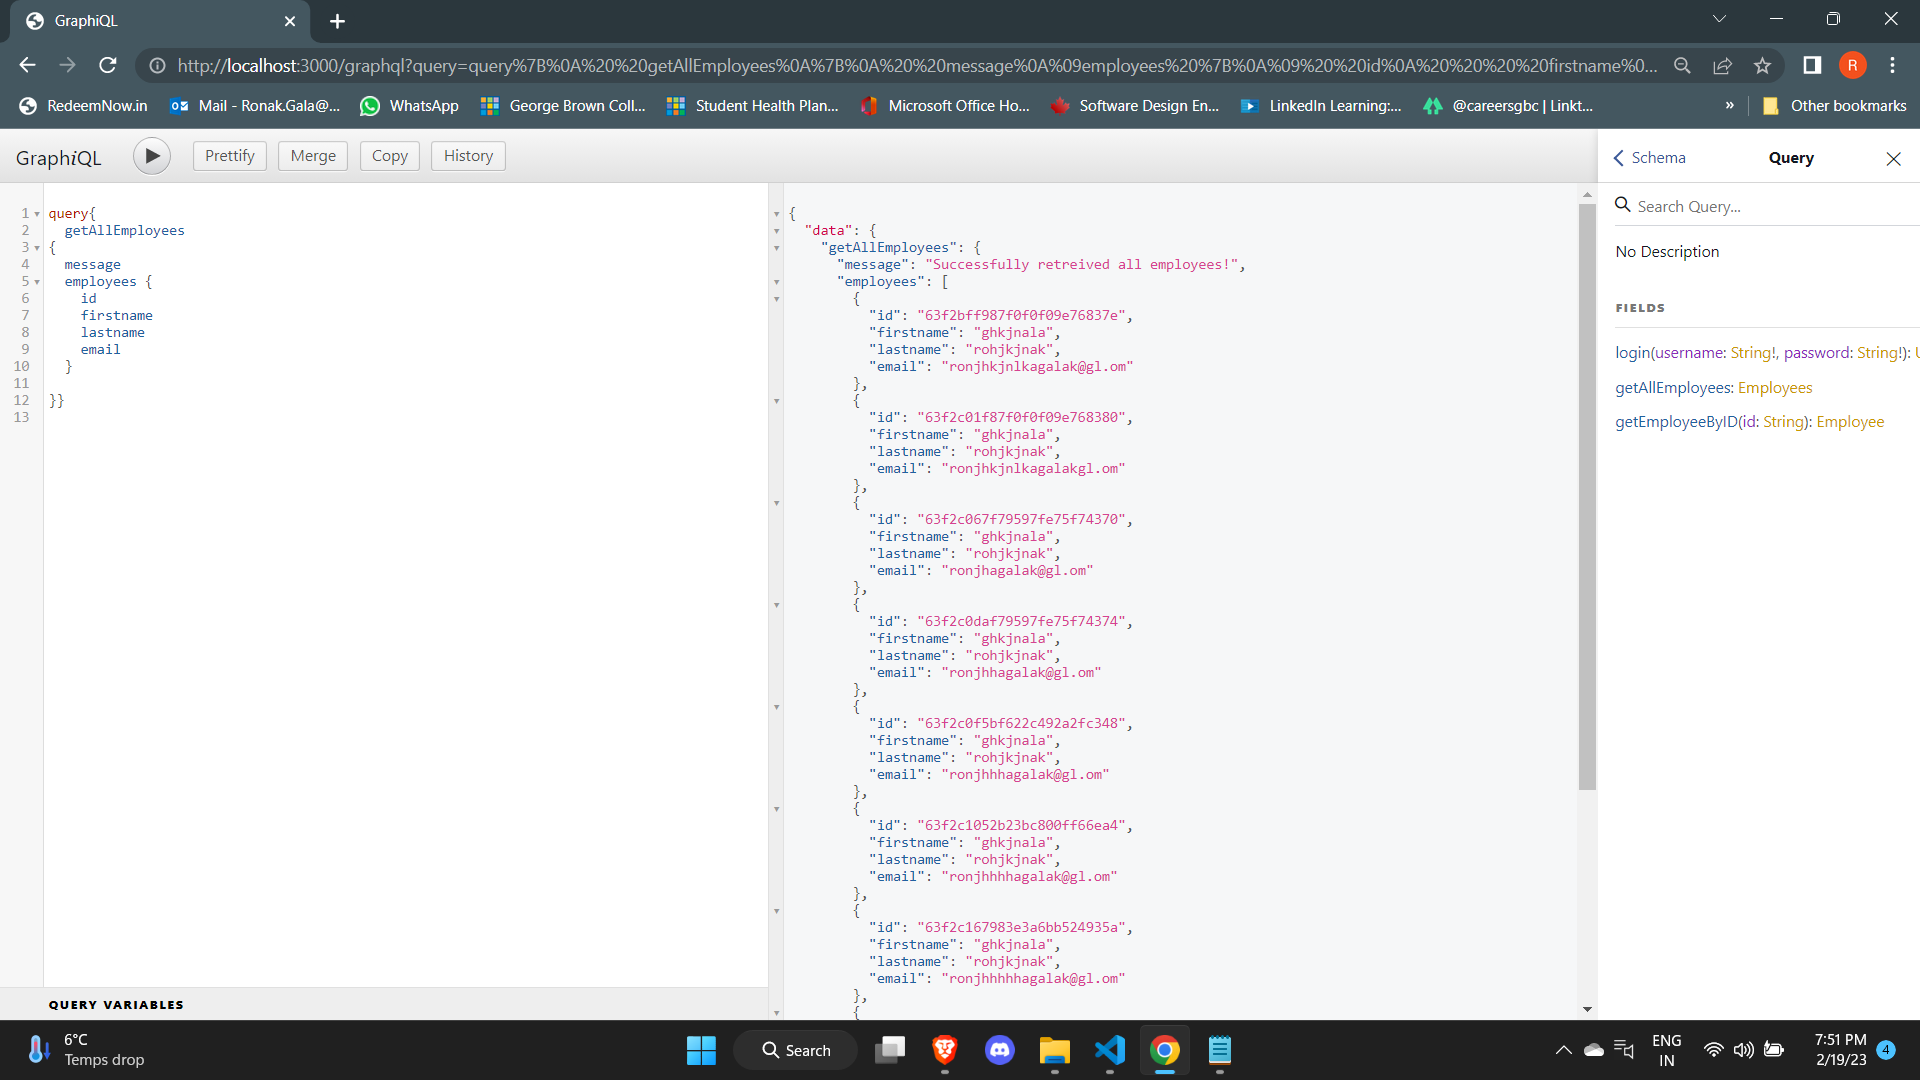 GraphiQL
http://localhost:3000/graphql?query=query%7B%0A%20%20getAllEmployees%0A%7B%0A%20%20message%0A%09employees%20%7B%0A%09%20%20id%0A%20%20%20%20firstname%0...
R
RedeemNow.in
Mail - Ronak.Gala@...
WhatsApp
George Brown Coll...
Student Health Plan...
Microsoft Office Ho...
Software Design En...
LinkedIn Learning:...
@careersgbc | Linkt...
»
Other bookmarks
GraphiQL
Prettify
Merge
Copy
History
Schema
Query
1 query{
2 getAllEmployees
3 {
4 message
5 employees {
6 id
7 firstname
8 lastname
9 email
10 }
11
12 }}
13
QUERY VARIABLES
{
"data": {
"getAllEmployees": {
"message": "Successfully retreived all employees!",
"employees": [
{
"id": "63f2bff987f0f0f09e76837e",
"firstname": "ghkjnala",
"lastname": "rohjkjnak",
"email": "ronjhkjnlkagalak@gl.om"
},
{
"id": "63f2c01f87f0f0f09e768380",
"firstname": "ghkjnala",
"lastname": "rohjkjnak",
"email": "ronjhkjnlkagalakgl.om"
},
{
"id": "63f2c067f79597fe75f74370",
"firstname": "ghkjnala",
"lastname": "rohjkjnak",
"email": "ronjhagalak@gl.om"
},
{
"id": "63f2c0daf79597fe75f74374",
"firstname": "ghkjnala",
"lastname": "rohjkjnak",
"email": "ronjhhagalak@gl.om"
},
{
"id": "63f2c0f5bf622c492a2fc348",
"firstname": "ghkjnala",
"lastname": "rohjkjnak",
"email": "ronjhhhagalak@gl.om"
},
{
"id": "63f2c1052b23bc800ff66ea4",
"firstname": "ghkjnala",
"lastname": "rohjkjnak",
"email": "ronjhhhhagalak@gl.om"
},
{
"id": "63f2c167983e3a6bb524935a",
"firstname": "ghkjnala",
"lastname": "rohjkjnak",
"email": "ronjhhhhhagalak@gl.om"
},
{
Search Query...
No Description
FIELDS
login(username: String!, password: String!): U
getAllEmployees: Employees
getEmployeeByID(id: String): Employee
6°C
Temps drop
Search
ENG
IN
7:51 PM
2/19/23
4